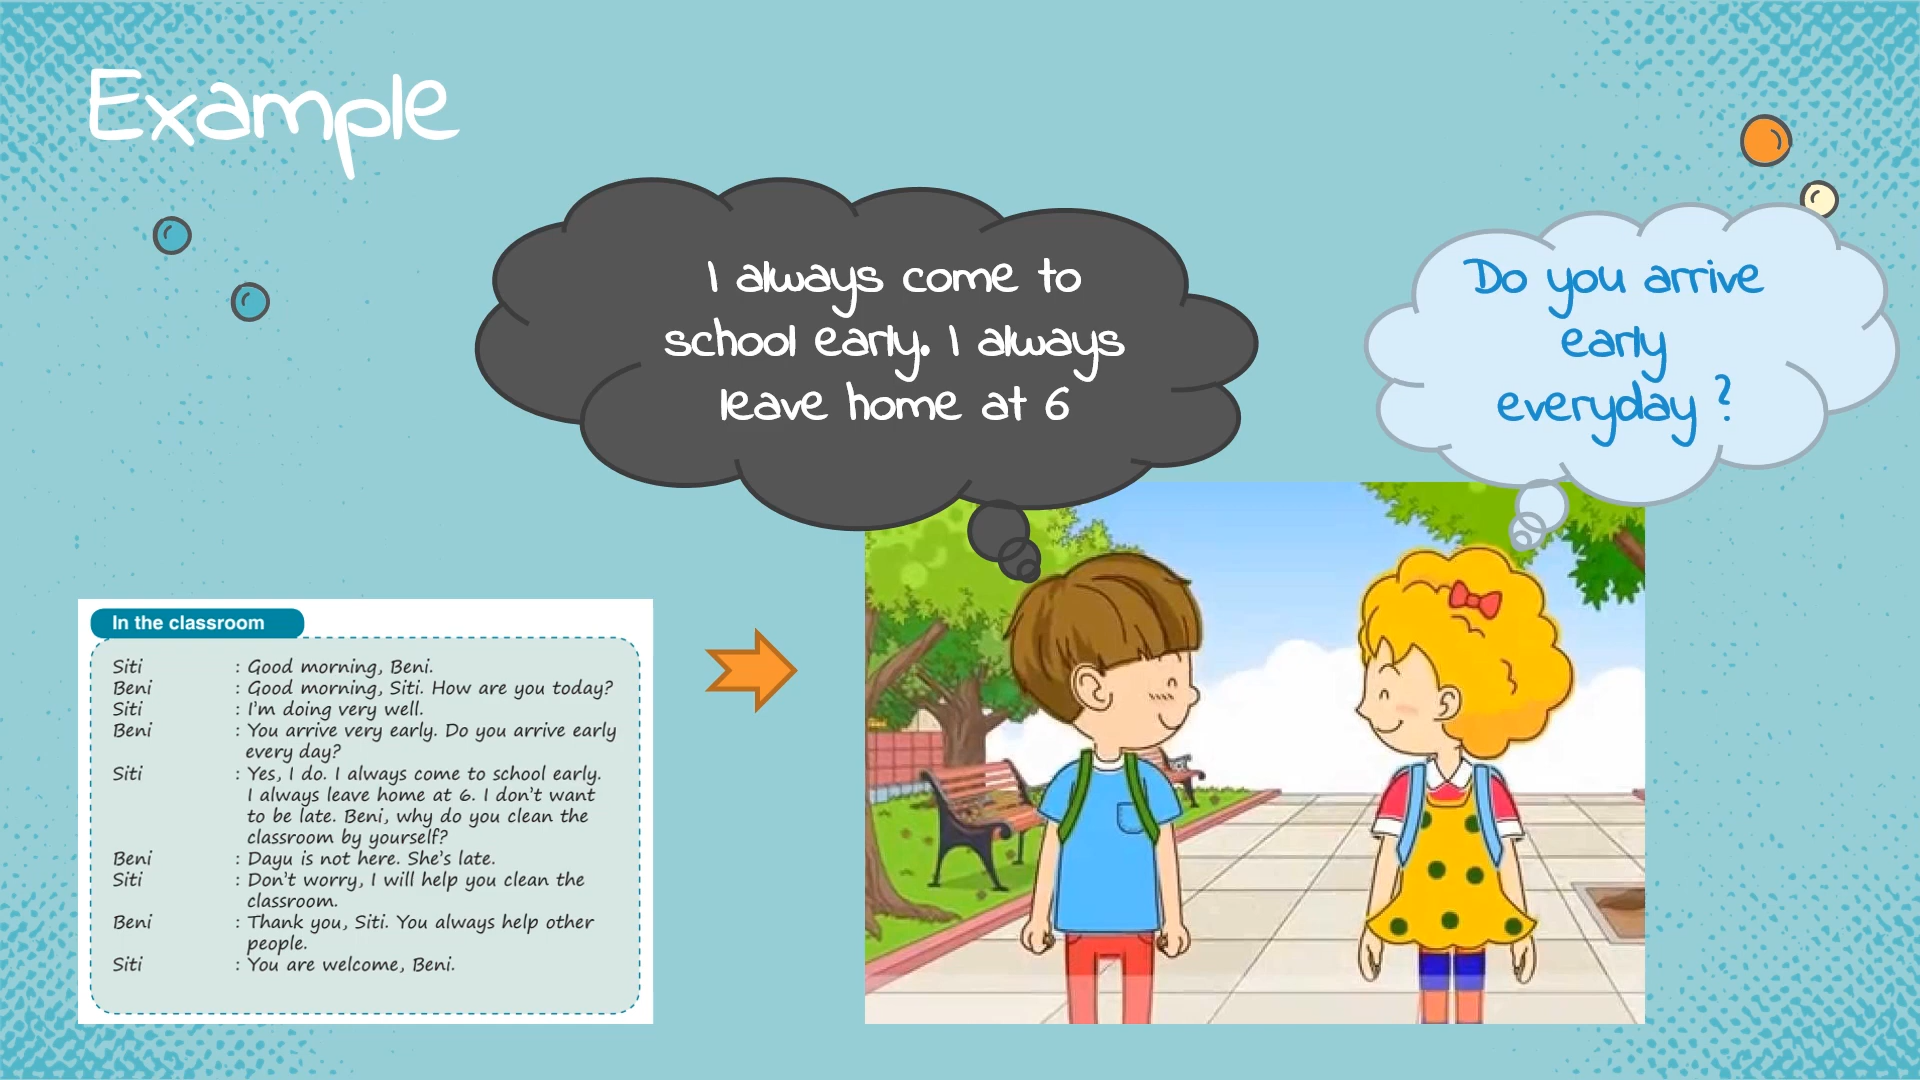 Example
I always come to
school early. I always
leave home at 6
Do you arrive
early
everyday ?
In the classroom
Siti : Good morning, Beni.
Beni : Good morning, Siti. How are you today?
Siti : I'm doing very well.
Beni : You arrive very early. Do you arrive early
every day?
Siti : Yes, I do. I always come to school early.
I always leave home at 6. I don't want
to be late. Beni, why do you clean the
classroom by yourself?
Beni : Dayu is not here. She's late.
Siti : Don't worry, I will help you clean the
classroom.
Beni : Thank you, Siti. You always help other
people.
Siti : You are welcome, Beni.